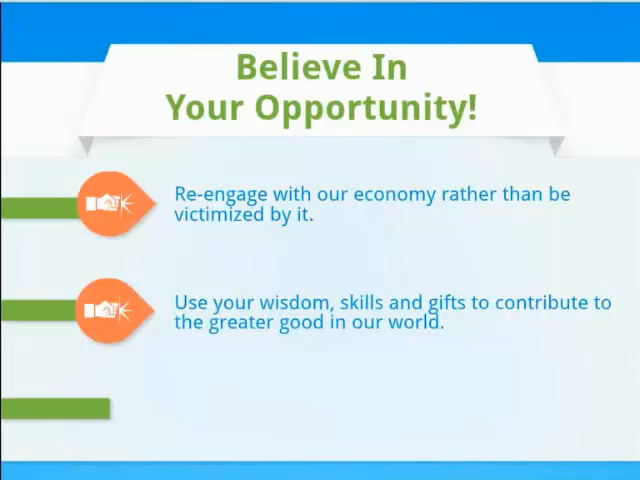 Believe In
Your Opportunity!
Re-engage with our economy rather than be
victimized by it.
Use your wisdom, skills and gifts to contribute to
the greater good in our world.